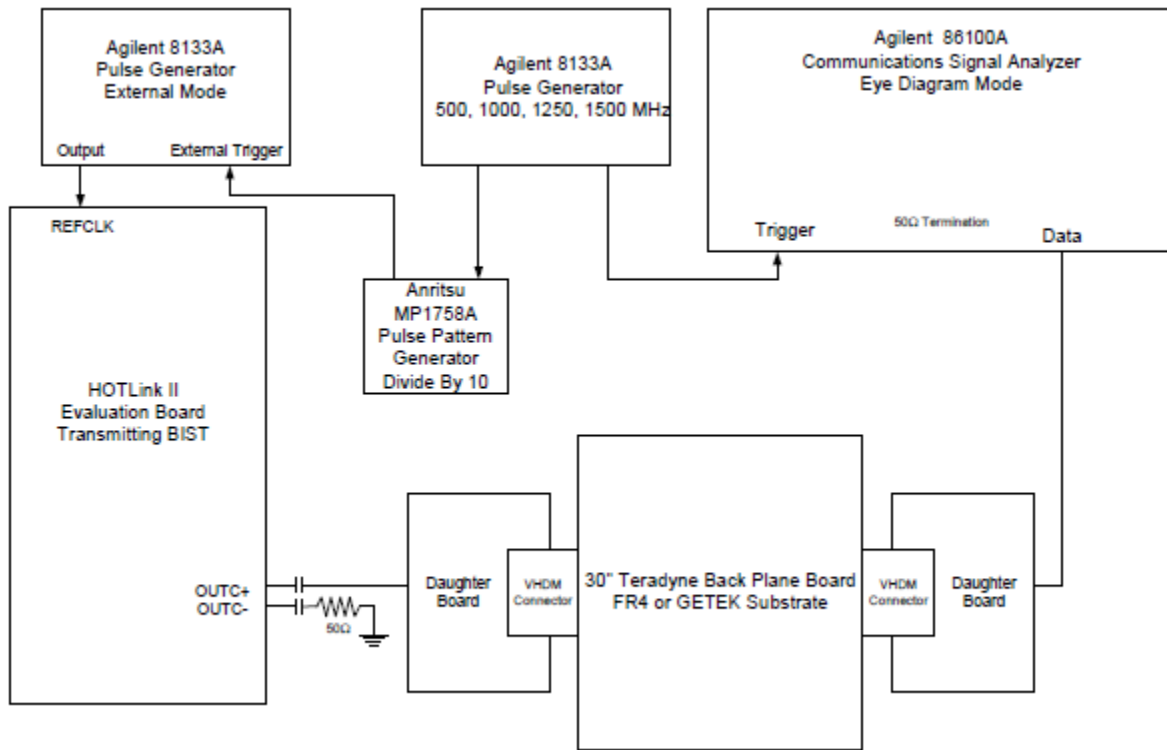 Agilent 8133A
Pulse Generator
External Mode
Output
External Trigger
Agilent 8133A
Pulse Generator
500, 1000, 1250, 1500 MHz
Agilent 86100A
Communications Signal Analyzer
Eye Diagram Mode
50Ω Termination
Trigger
Data
REFCLK
HOTLink II
Evaluation Board
Transmitting BIST
OUTC+
OUTC-
50Ω
Anritsu
MP1758A
Pulse Pattern
Generator
Divide By 10
Daughter
Board
VHDM
Connector
30" Teradyne Back Plane Board
FR4 or GETEK Substrate
VHDM
Connector
Daughter
Board